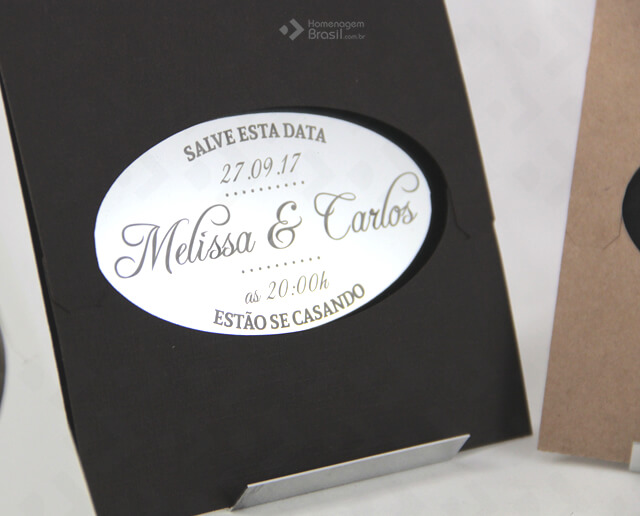 Homenagem
Brasil.com.br
SALVE ESTA DATA
27.09.17
Melissa & Carlos
as 20:00h
ESTÃO SE CASANDO